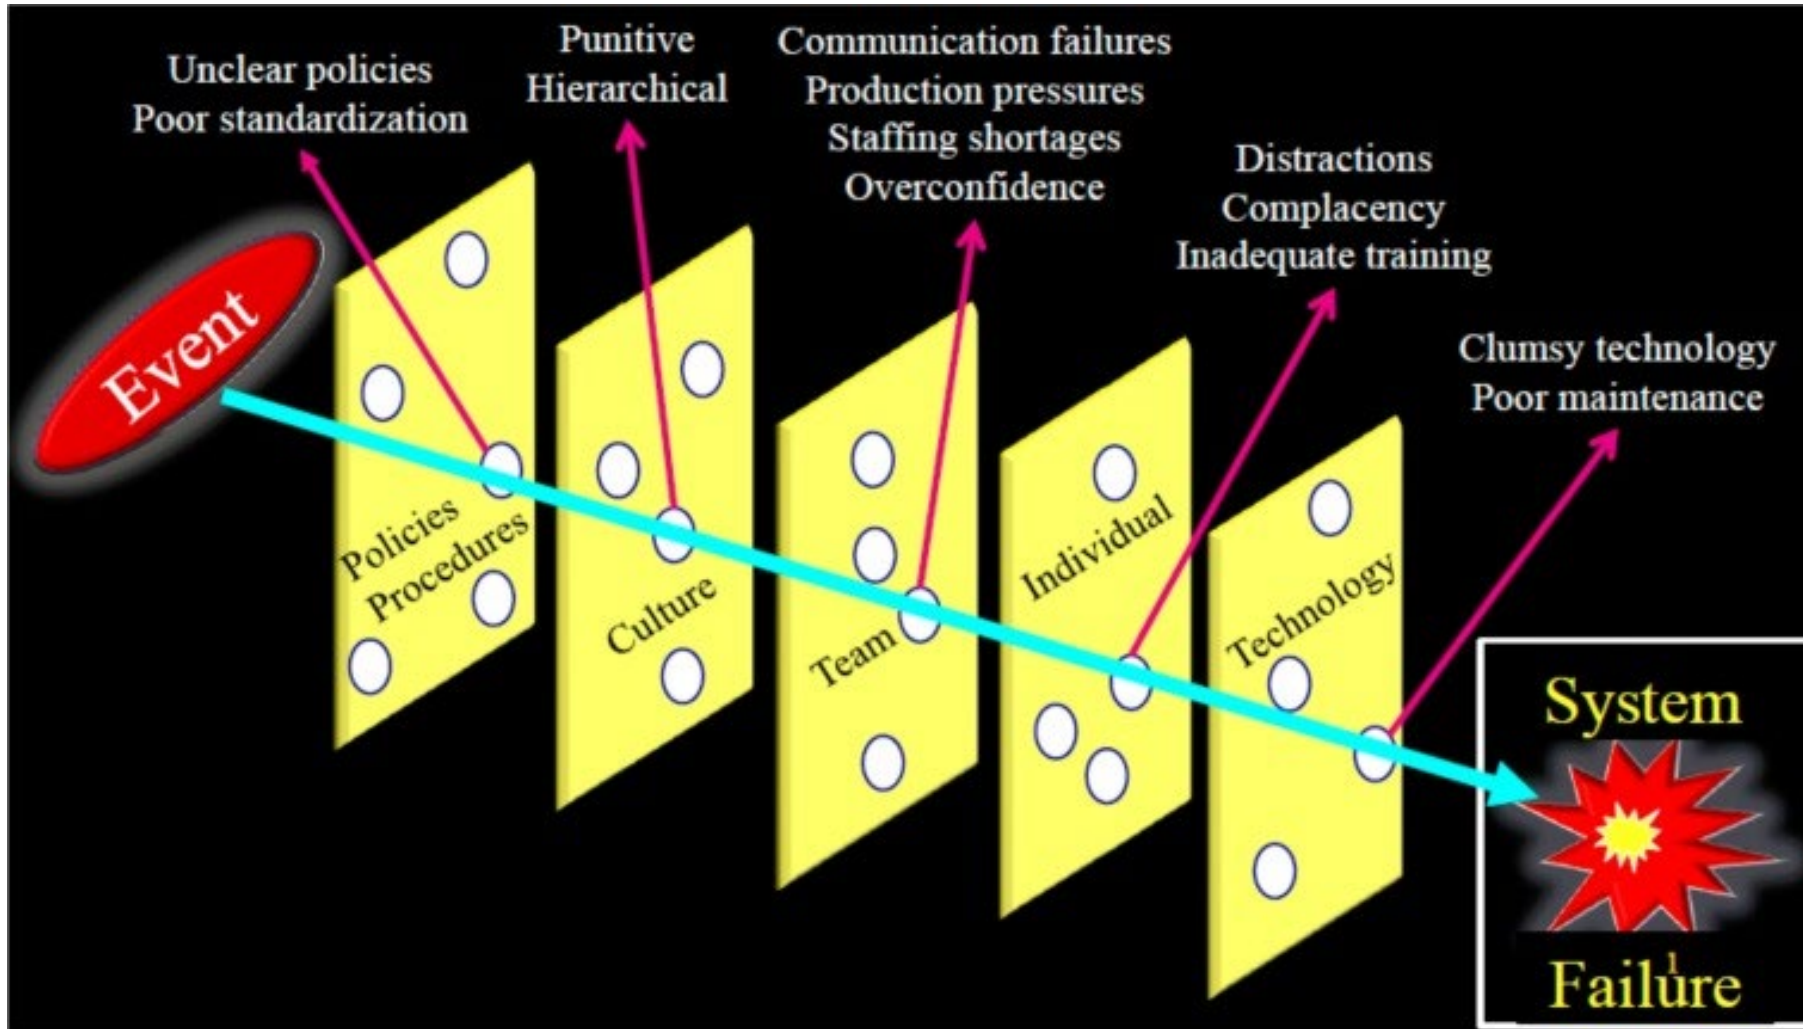 Unclear policies
Poor standardization
Punitive
Hierarchical
Communication failures
Production pressures
Staffing shortages
Overconfidence
Distractions
Complacency
Inadequate training
Clumsy technology
Poor maintenance
Event
Policies
Procedures
Culture
Team
Individual
Technology
System
1
Failure